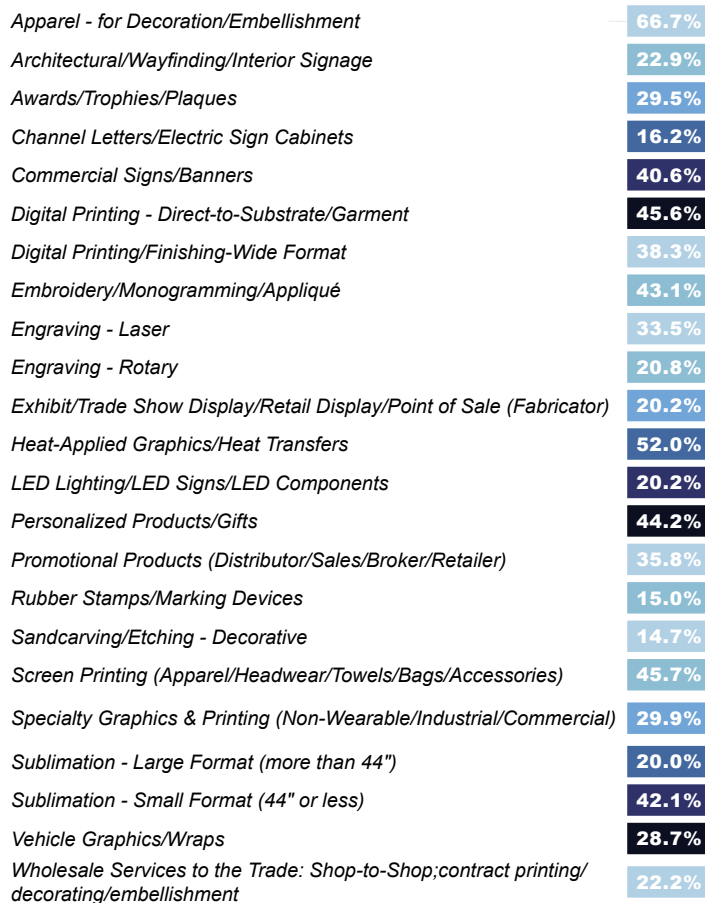 Apparel - for Decoration/Embellishment 66.7%
Architectural/Wayfinding/Interior Signage 22.9%
Awards/Trophies/Plaques 29.5%
Channel Letters/Electric Sign Cabinets 16.2%
Commercial Signs/Banners 40.6%
Digital Printing - Direct-to-Substrate/Garment 45.6%
Digital Printing/Finishing-Wide Format 38.3%
Embroidery/Monogramming/Appliqué 43.1%
Engraving - Laser 33.5%
Engraving - Rotary 20.8%
Exhibit/Trade Show Display/Retail Display/Point of Sale (Fabricator) 20.2%
Heat-Applied Graphics/Heat Transfers 52.0%
LED Lighting/LED Signs/LED Components 20.2%
Personalized Products/Gifts 44.2%
Promotional Products (Distributor/Sales/Broker/Retailer) 35.8%
Rubber Stamps/Marking Devices 15.0%
Sandcarving/Etching - Decorative 14.7%
Screen Printing (Apparel/Headwear/Towels/Bags/Accessories) 45.7%
Specialty Graphics & Printing (Non-Wearable/Industrial/Commercial) 29.9%
Sublimation - Large Format (more than 44") 20.0%
Sublimation - Small Format (44" or less) 42.1%
Vehicle Graphics/Wraps 28.7%
Wholesale Services to the Trade: Shop-to-Shop;contract printing/
decorating/embellishment 22.2%